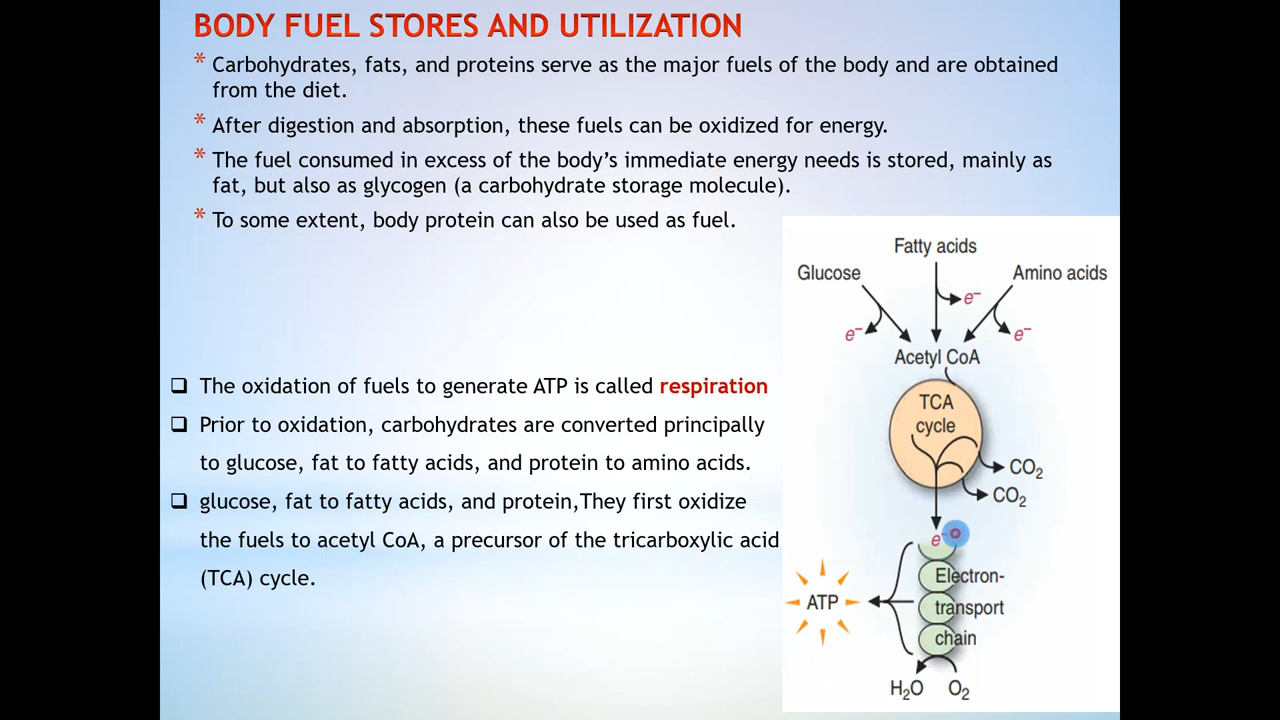 BODY FUEL STORES AND UTILIZATION
* Carbohydrates, fats, and proteins serve as the major fuels of the body and are obtained
from the diet.
* After digestion and absorption, these fuels can be oxidized for energy.
* The fuel consumed in excess of the body’s immediate energy needs is stored, mainly as
fat, but also as glycogen (a carbohydrate storage molecule).
* To some extent, body protein can also be used as fuel.
❑ The oxidation of fuels to generate ATP is called respiration
❑ Prior to oxidation, carbohydrates are converted principally
to glucose, fat to fatty acids, and protein to amino acids.
❑ glucose, fat to fatty acids, and protein,They first oxidize
the fuels to acetyl CoA, a precursor of the tricarboxylic acid
(TCA) cycle.
Fatty acids
Glucose
Amino acids
e⁻
e⁻
e⁻
Acetyl CoA
TCA
cycle
CO₂
CO₂
e⁻
Electron-
transport
chain
ATP
H₂O
O₂